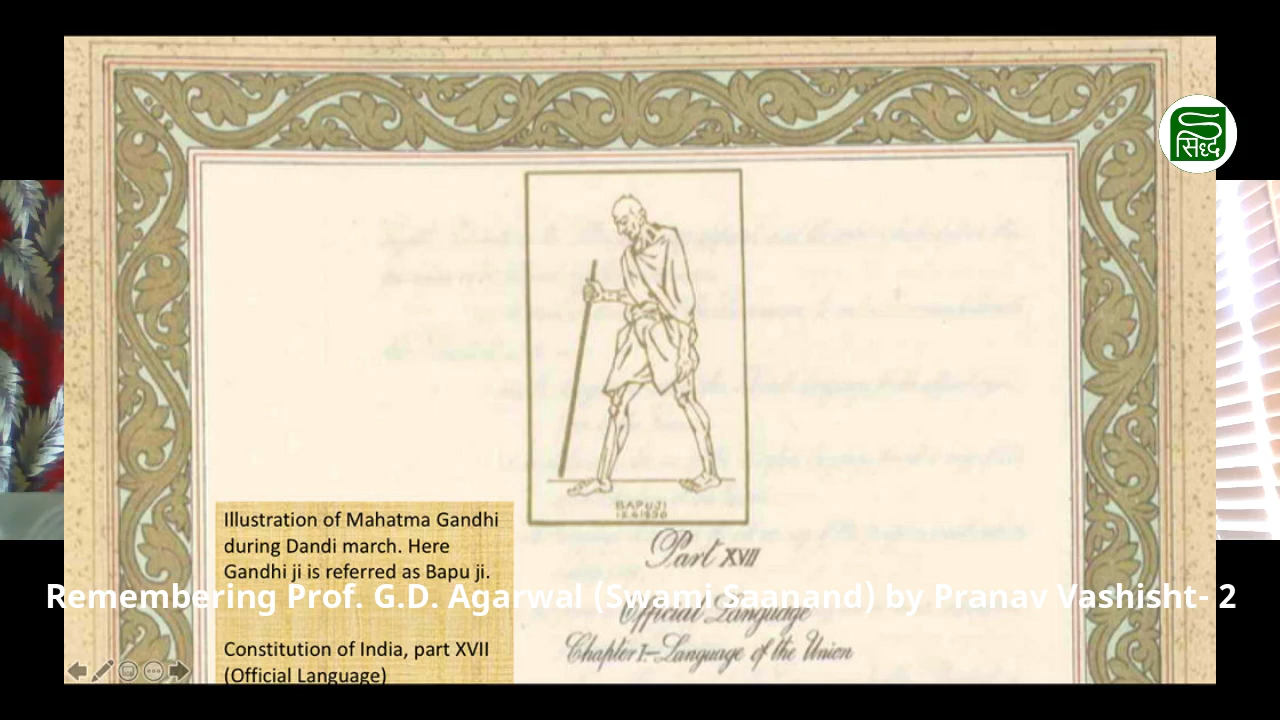 सिद्ध
BAPUJI
Part XVII
Illustration of Mahatma Gandhi
during Dandi march. Here
Gandhi ji is referred as Bapu ji.
Remembering Prof. G.D. Agarwal (Swami Saanand) by Pranav Vashisht- 2
Official Language
Chapter I.—Language of the Union
Constitution of India, part XVII
(Official Language)